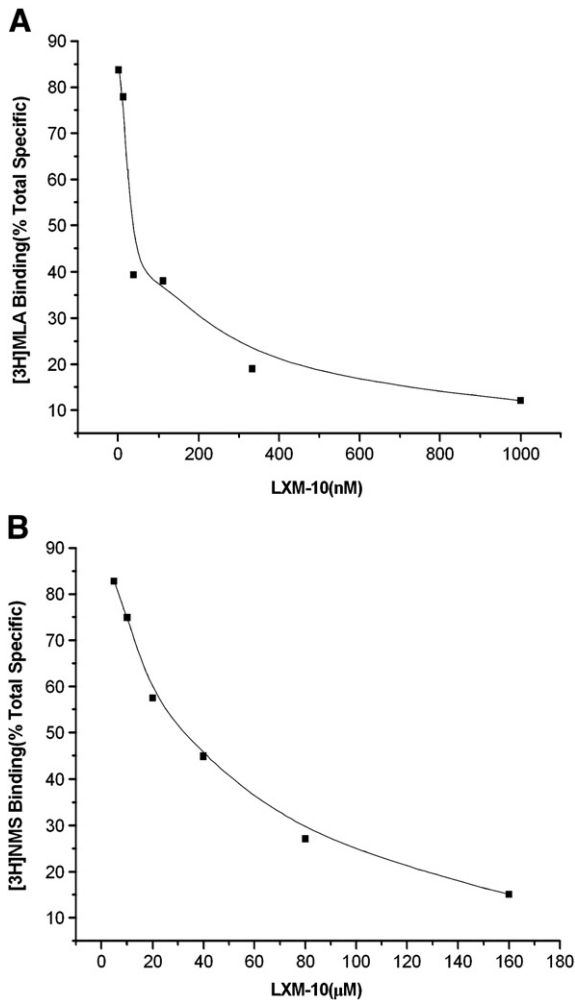 A
90
80
70
60
50
40
30
20
10
[3H]MLA Binding(% Total Specific)
0 200 400 600 800 1000
LXM-10(nM)
B
90
80
70
60
50
40
30
20
10
[3H]NMS Binding(% Total Specific)
0 20 40 60 80 100 120 140 160 180
LXM-10(μM)